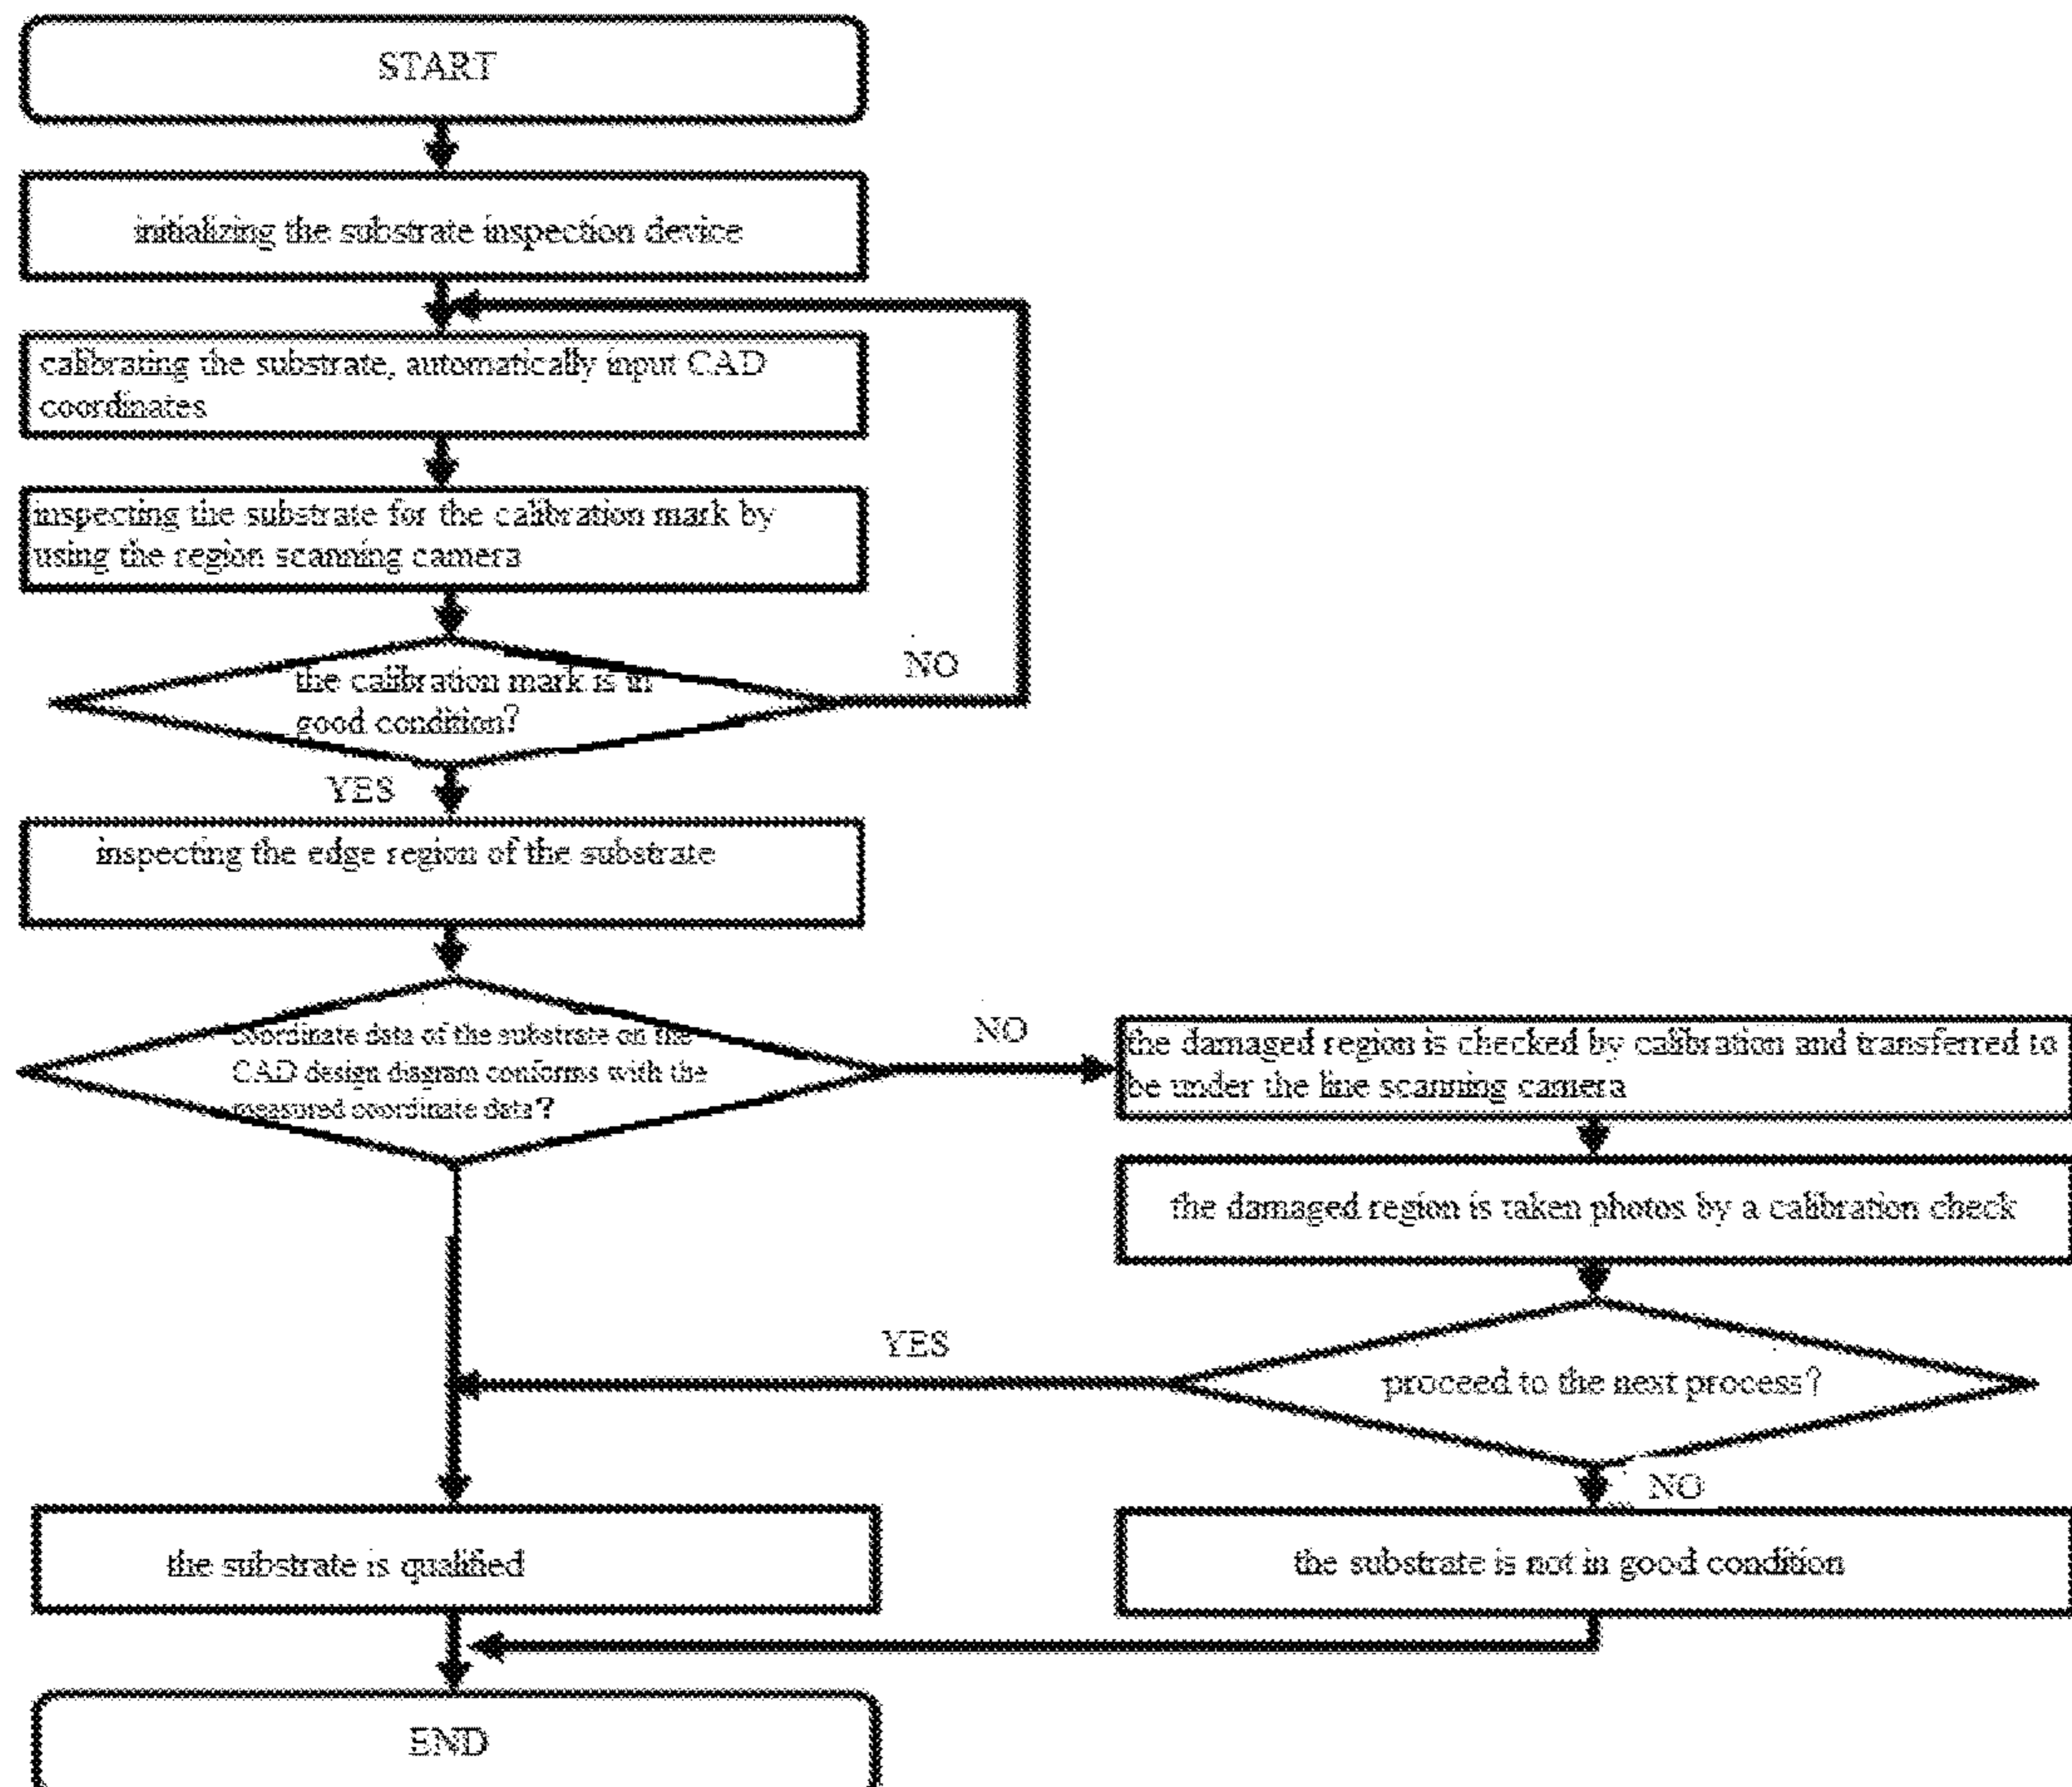 START
initializing the substrate inspection device
calibrating the substrate, automatically input CAD
coordinates
inspecting the substrate for the calibration mark by
using the region scanning camera
the calibration mark is in
good condition?
NO
YES
inspecting the edge region of the substrate
coordinate data of the substrate on the
CAD design diagram conforms with the
measured coordinate data?
NO
the damaged region is checked by calibration and transferred to
be under the line scanning camera
the damaged region is taken photos by a calibration check
YES
proceed to the next process?
NO
the substrate is qualified
the substrate is not in good condition
END